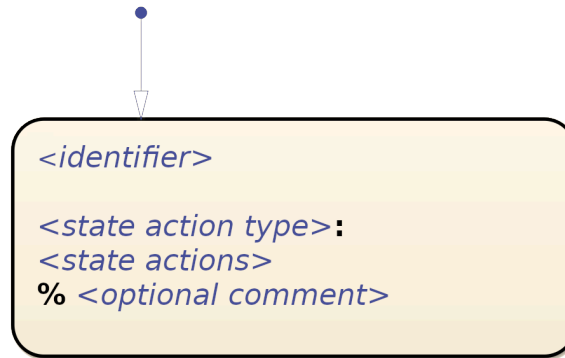 <identifier>
<state action type>:
<state actions>
% <optional comment>